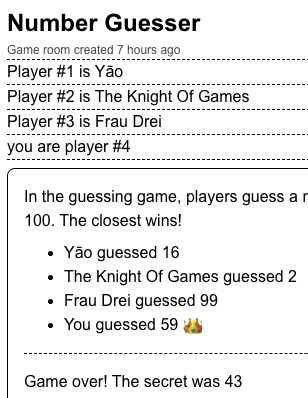 Number Guesser
Game room created 7 hours ago
Player #1 is Yāo
Player #2 is The Knight Of Games
Player #3 is Frau Drei
you are player #4
In the guessing game, players guess a
100. The closest wins!
• Yāo guessed 16
• The Knight Of Games guessed 2
• Frau Drei guessed 99
• You guessed 59 👑
Game over! The secret was 43